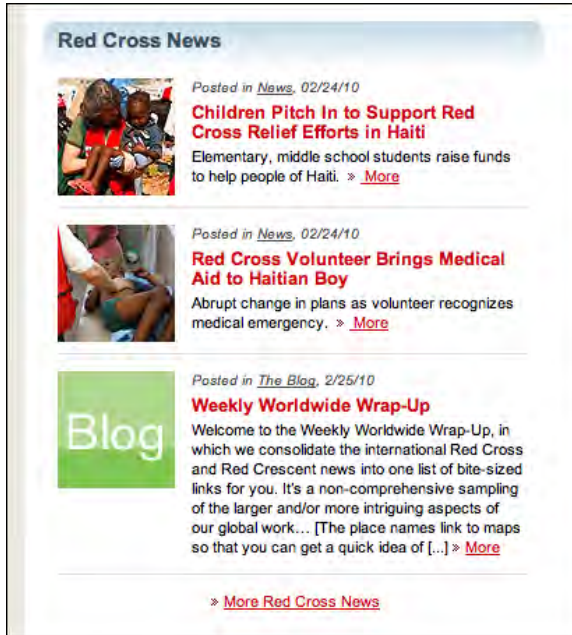 Red Cross News
Posted in News, 02/24/10
Children Pitch In to Support Red
Cross Relief Efforts in Haiti
Elementary, middle school students raise funds
to help people of Haiti. » More
Posted in News, 02/24/10
Red Cross Volunteer Brings Medical
Aid to Haitian Boy
Abrupt change in plans as volunteer recognizes
medical emergency. » More
Blog
Posted in The Blog, 2/25/10
Weekly Worldwide Wrap-Up
Welcome to the Weekly Worldwide Wrap-Up, in
which we consolidate the international Red Cross
and Red Crescent news into one list of bite-sized
links for you. It's a non-comprehensive sampling
of the larger and/or more intriguing aspects of
our global work… [The place names link to maps
so that you can get a quick idea of [...] » More
» More Red Cross News